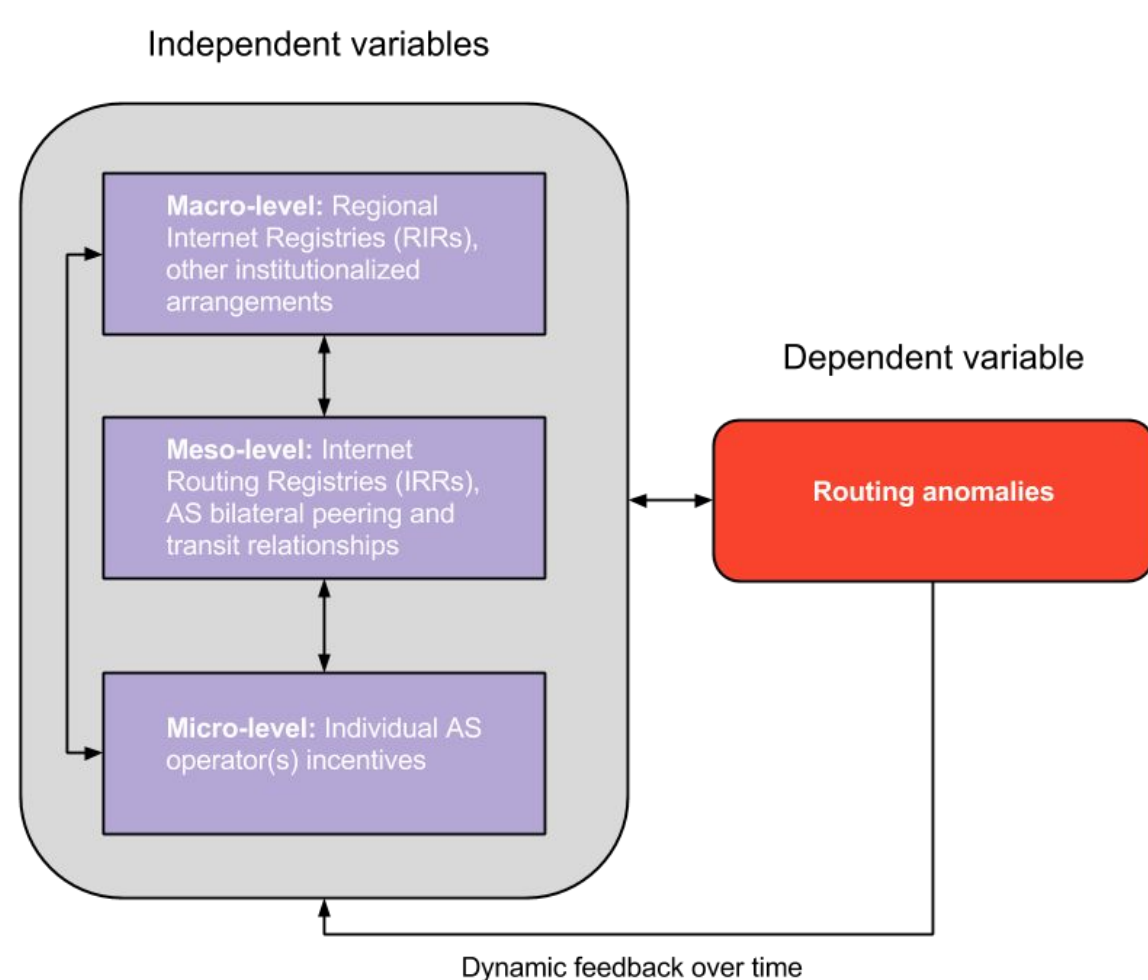 Independent variables
Macro-level: Regional
Internet Registries (RIRs),
other institutionalized
arrangements
Meso-level: Internet
Routing Registries (IRRs),
AS bilateral peering and
transit relationships
Micro-level: Individual AS
operator(s) incentives
Dependent variable
Routing anomalies
Dynamic feedback over time